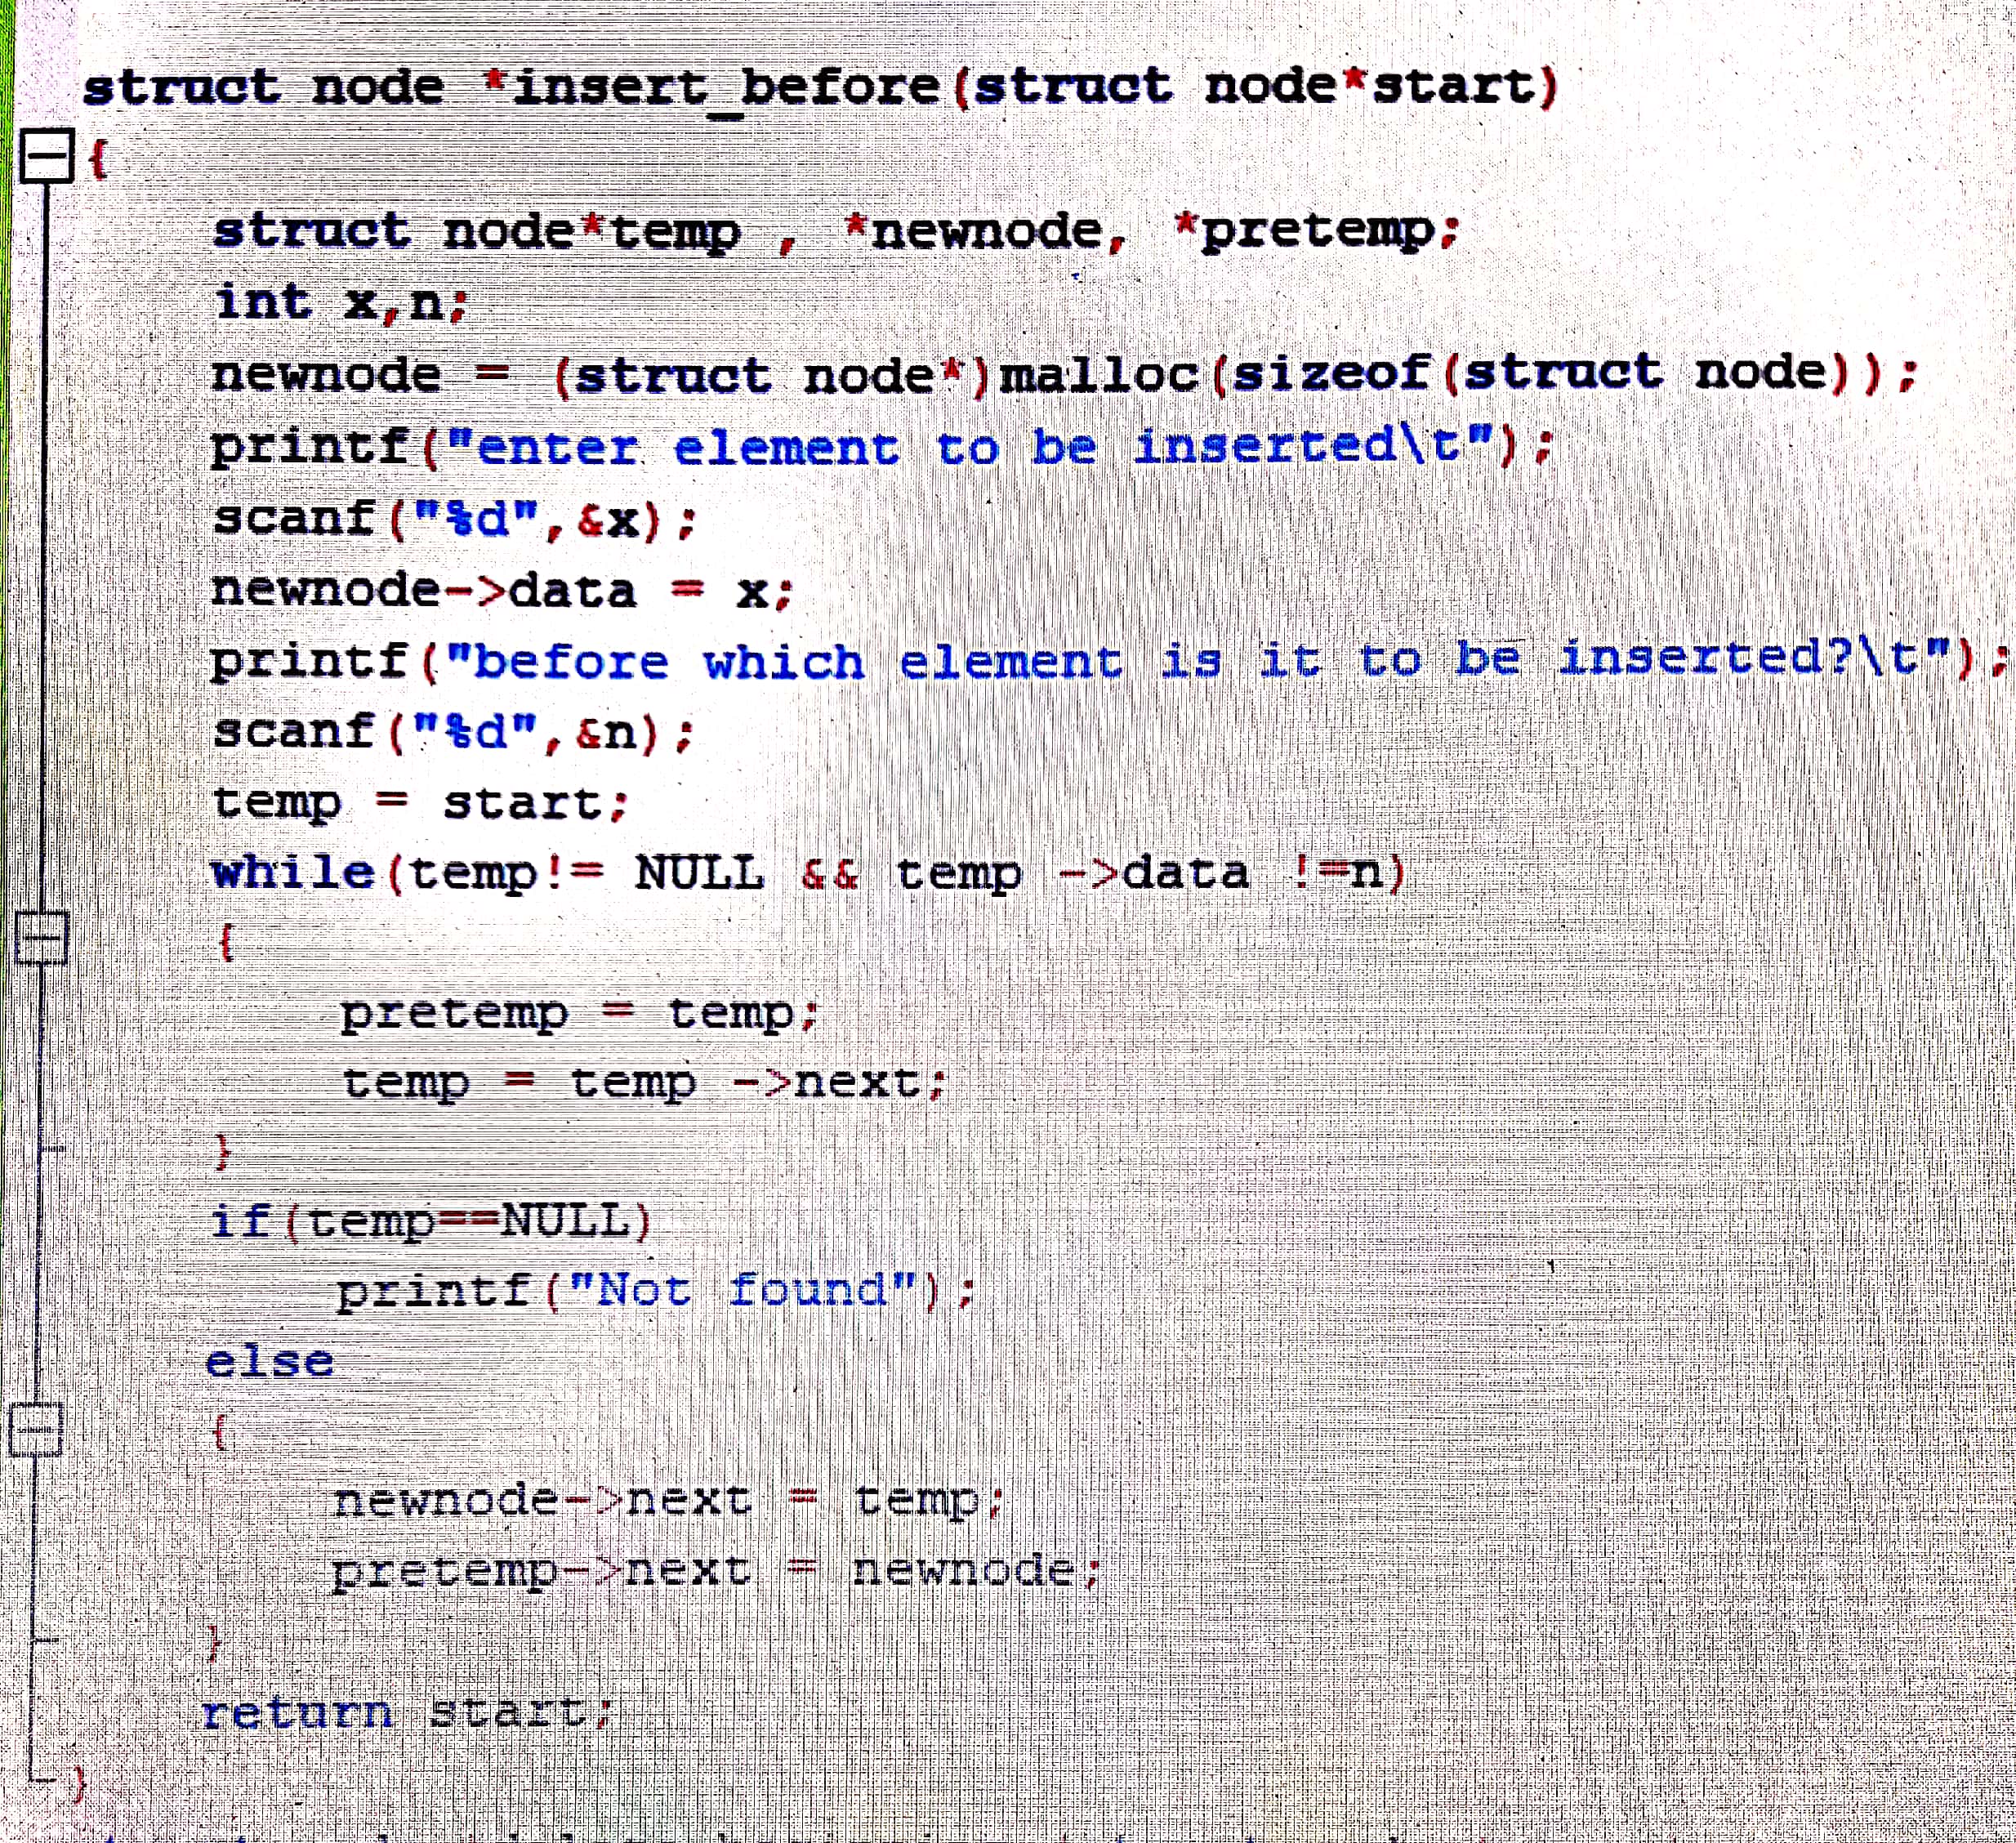 struct node *insert_before(struct node*start)
{
struct node*temp , *newnode, *pretemp;
int x,n;
newnode = (struct node*)malloc(sizeof(struct node));
printf("enter element to be inserted\t");
scanf("%d",&x);
newnode->data = x;
printf("before which element is it to be inserted?\t");
scanf("%d",&n);
temp = start;
while(temp!= NULL && temp ->data !=n)
{
pretemp = temp;
temp = temp ->next;
}
if(temp==NULL)
printf("Not found");
else
{
newnode->next = temp;
pretemp->next = newnode;
}
return start;
}